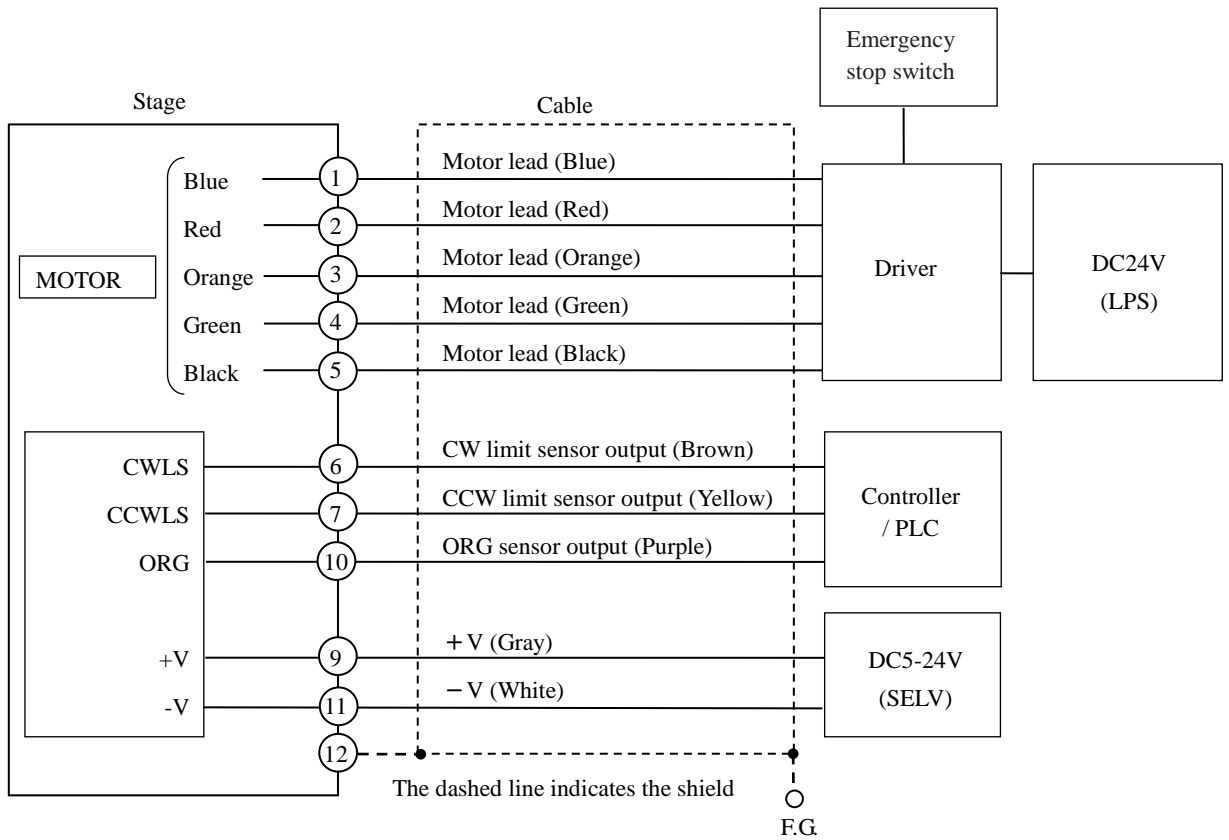 Emergency
stop switch
Stage
Cable
Blue
1
Motor lead (Blue)
Red
2
Motor lead (Red)
MOTOR
Orange
3
Motor lead (Orange)
Driver
DC24V
(LPS)
Green
4
Motor lead (Green)
Black
5
Motor lead (Black)
CWLS
6
CW limit sensor output (Brown)
CCWLS
7
CCW limit sensor output (Yellow)
Controller
/ PLC
ORG
10
ORG sensor output (Purple)
+V
9
+V (Gray)
DC5-24V
(SELV)
-V
11
−V (White)
12
The dashed line indicates the shield
F.G.